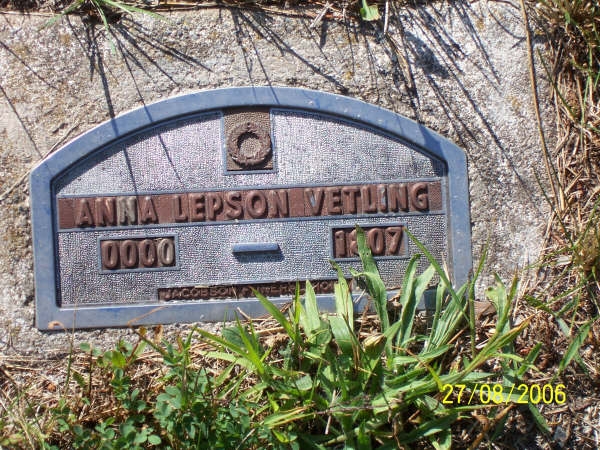 ANNA LEPSON VETLING
0000 – 1907
27/08/2006